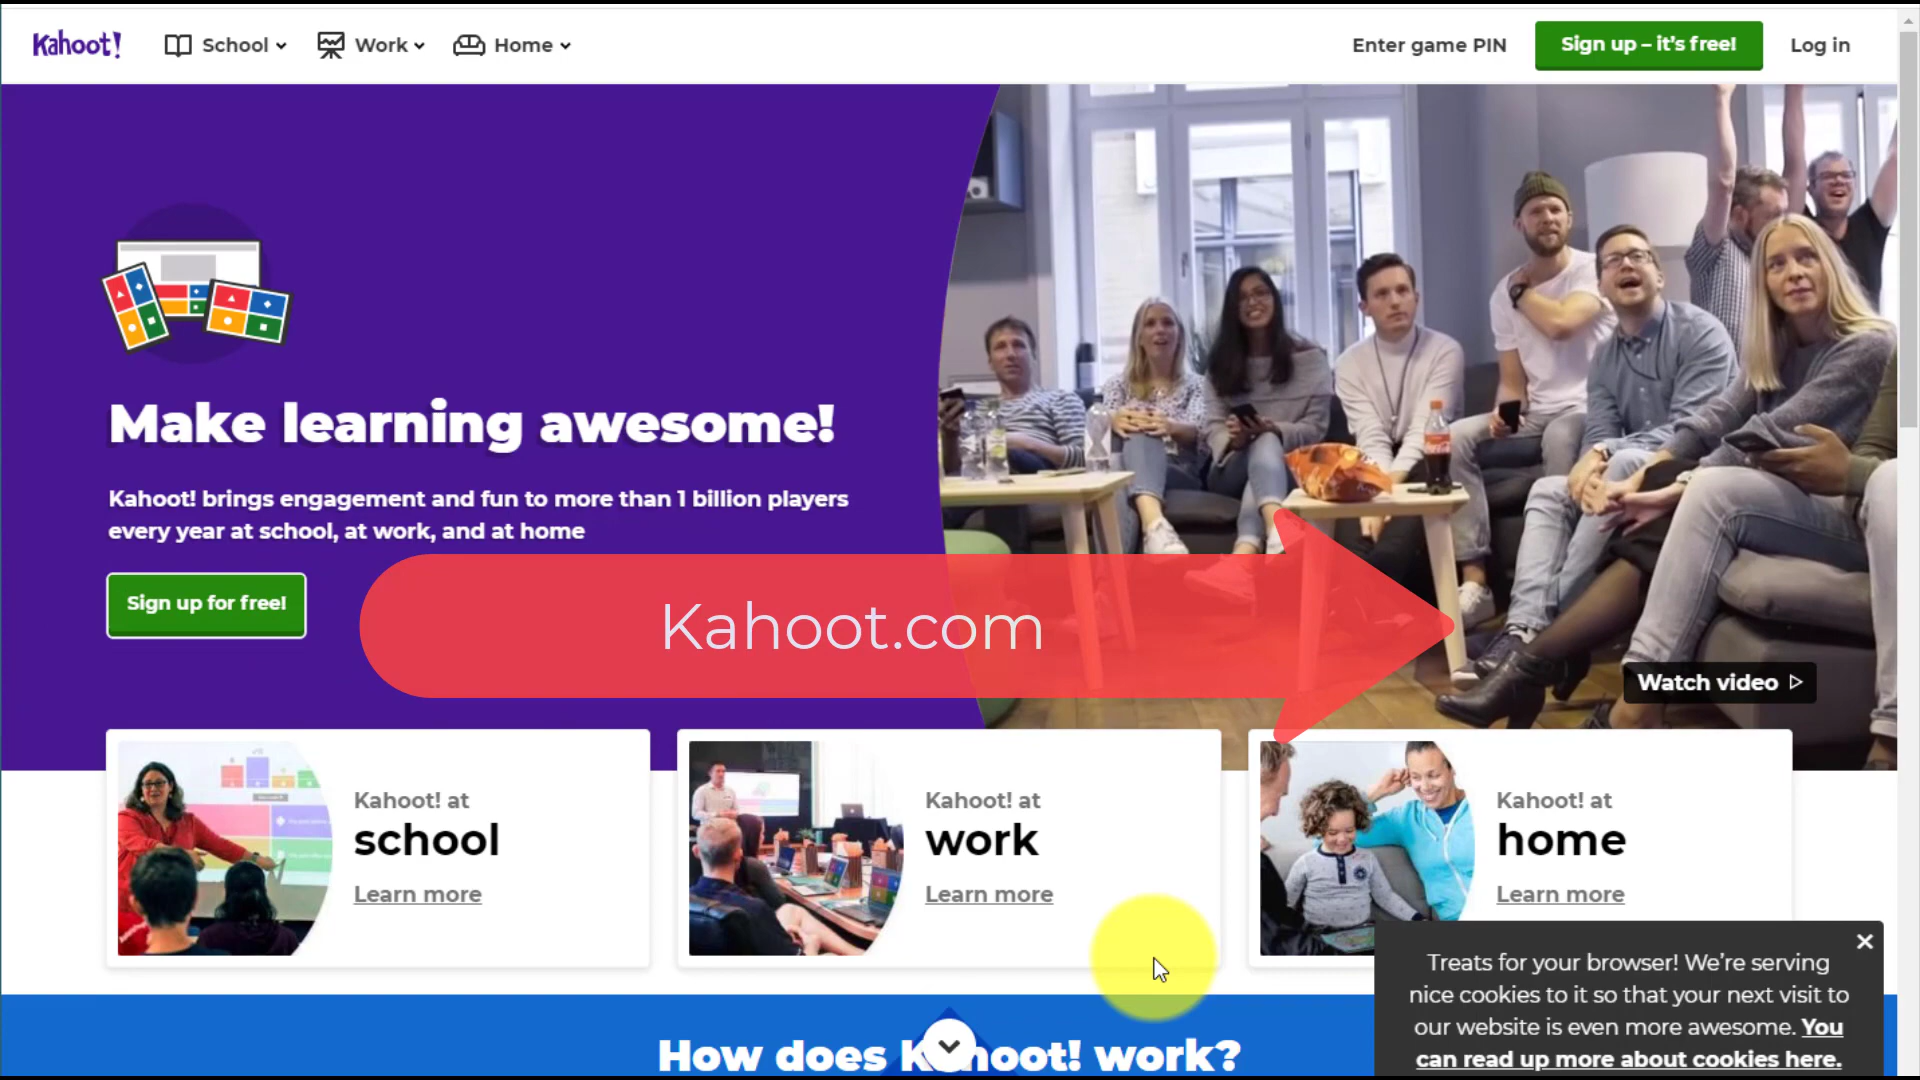 Kahoot!
School
Work
Home
Enter game PIN
Sign up – it's free!
Log in
Make learning awesome!
Kahoot! brings engagement and fun to more than 1 billion players
every year at school, at work, and at home
Sign up for free!
Kahoot.com
Watch video
Kahoot! at
school
Learn more
Kahoot! at
work
Learn more
Kahoot! at
home
Learn more
Treats for your browser! We're serving
nice cookies to it so that your next visit to
our website is even more awesome. You
can read up more about cookies here.
How does Kahoot! work?